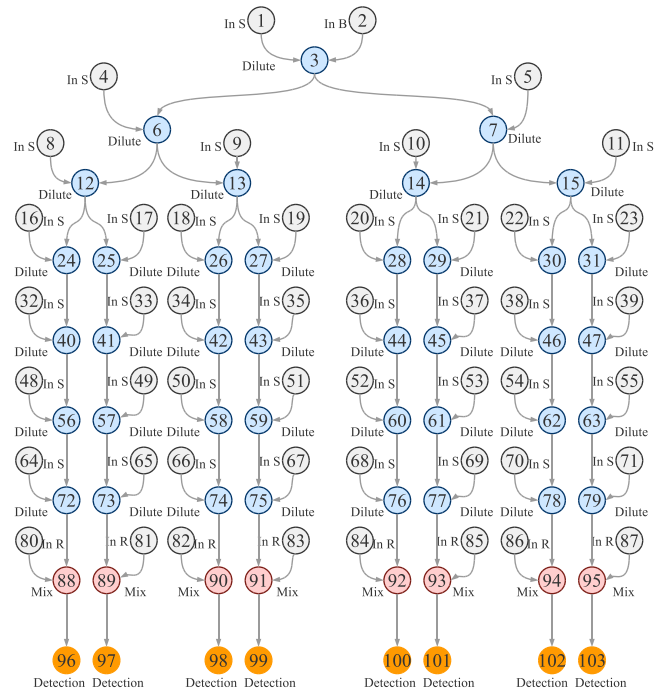 In S 1 2 In B
Dilute 3
In S 4 In S 5
Dilute 6 7 Dilute
In S 8 In S 9 In S 10 11 In S
Dilute 12 Dilute 13 Dilute 14 15 Dilute
16 In S In S 17 18 In S In S 19 20 In S In S 21 22 In S In S 23
Dilute 24 25 Dilute Dilute 26 27 Dilute Dilute 28 29 Dilute Dilute 30 31 Dilute
32 In S In S 33 34 In S In S 35 36 In S In S 37 38 In S In S 39
Dilute 40 41 Dilute Dilute 42 43 Dilute Dilute 44 45 Dilute Dilute 46 47 Dilute
48 In S In S 49 50 In S In S 51 52 In S In S 53 54 In S In S 55
Dilute 56 57 Dilute Dilute 58 59 Dilute Dilute 60 61 Dilute Dilute 62 63 Dilute
64 In S In S 65 66 In S In S 67 68 In S In S 69 70 In S In S 71
Dilute 72 73 Dilute Dilute 74 75 Dilute Dilute 76 77 Dilute Dilute 78 79 Dilute
80 In R In R 81 82 In R In R 83 84 In R In R 85 86 In R In R 87
Mix 88 89 Mix Mix 90 91 Mix Mix 92 93 Mix Mix 94 95 Mix
96 97 98 99 100 101 102 103
Detection Detection Detection Detection Detection Detection Detection Detection